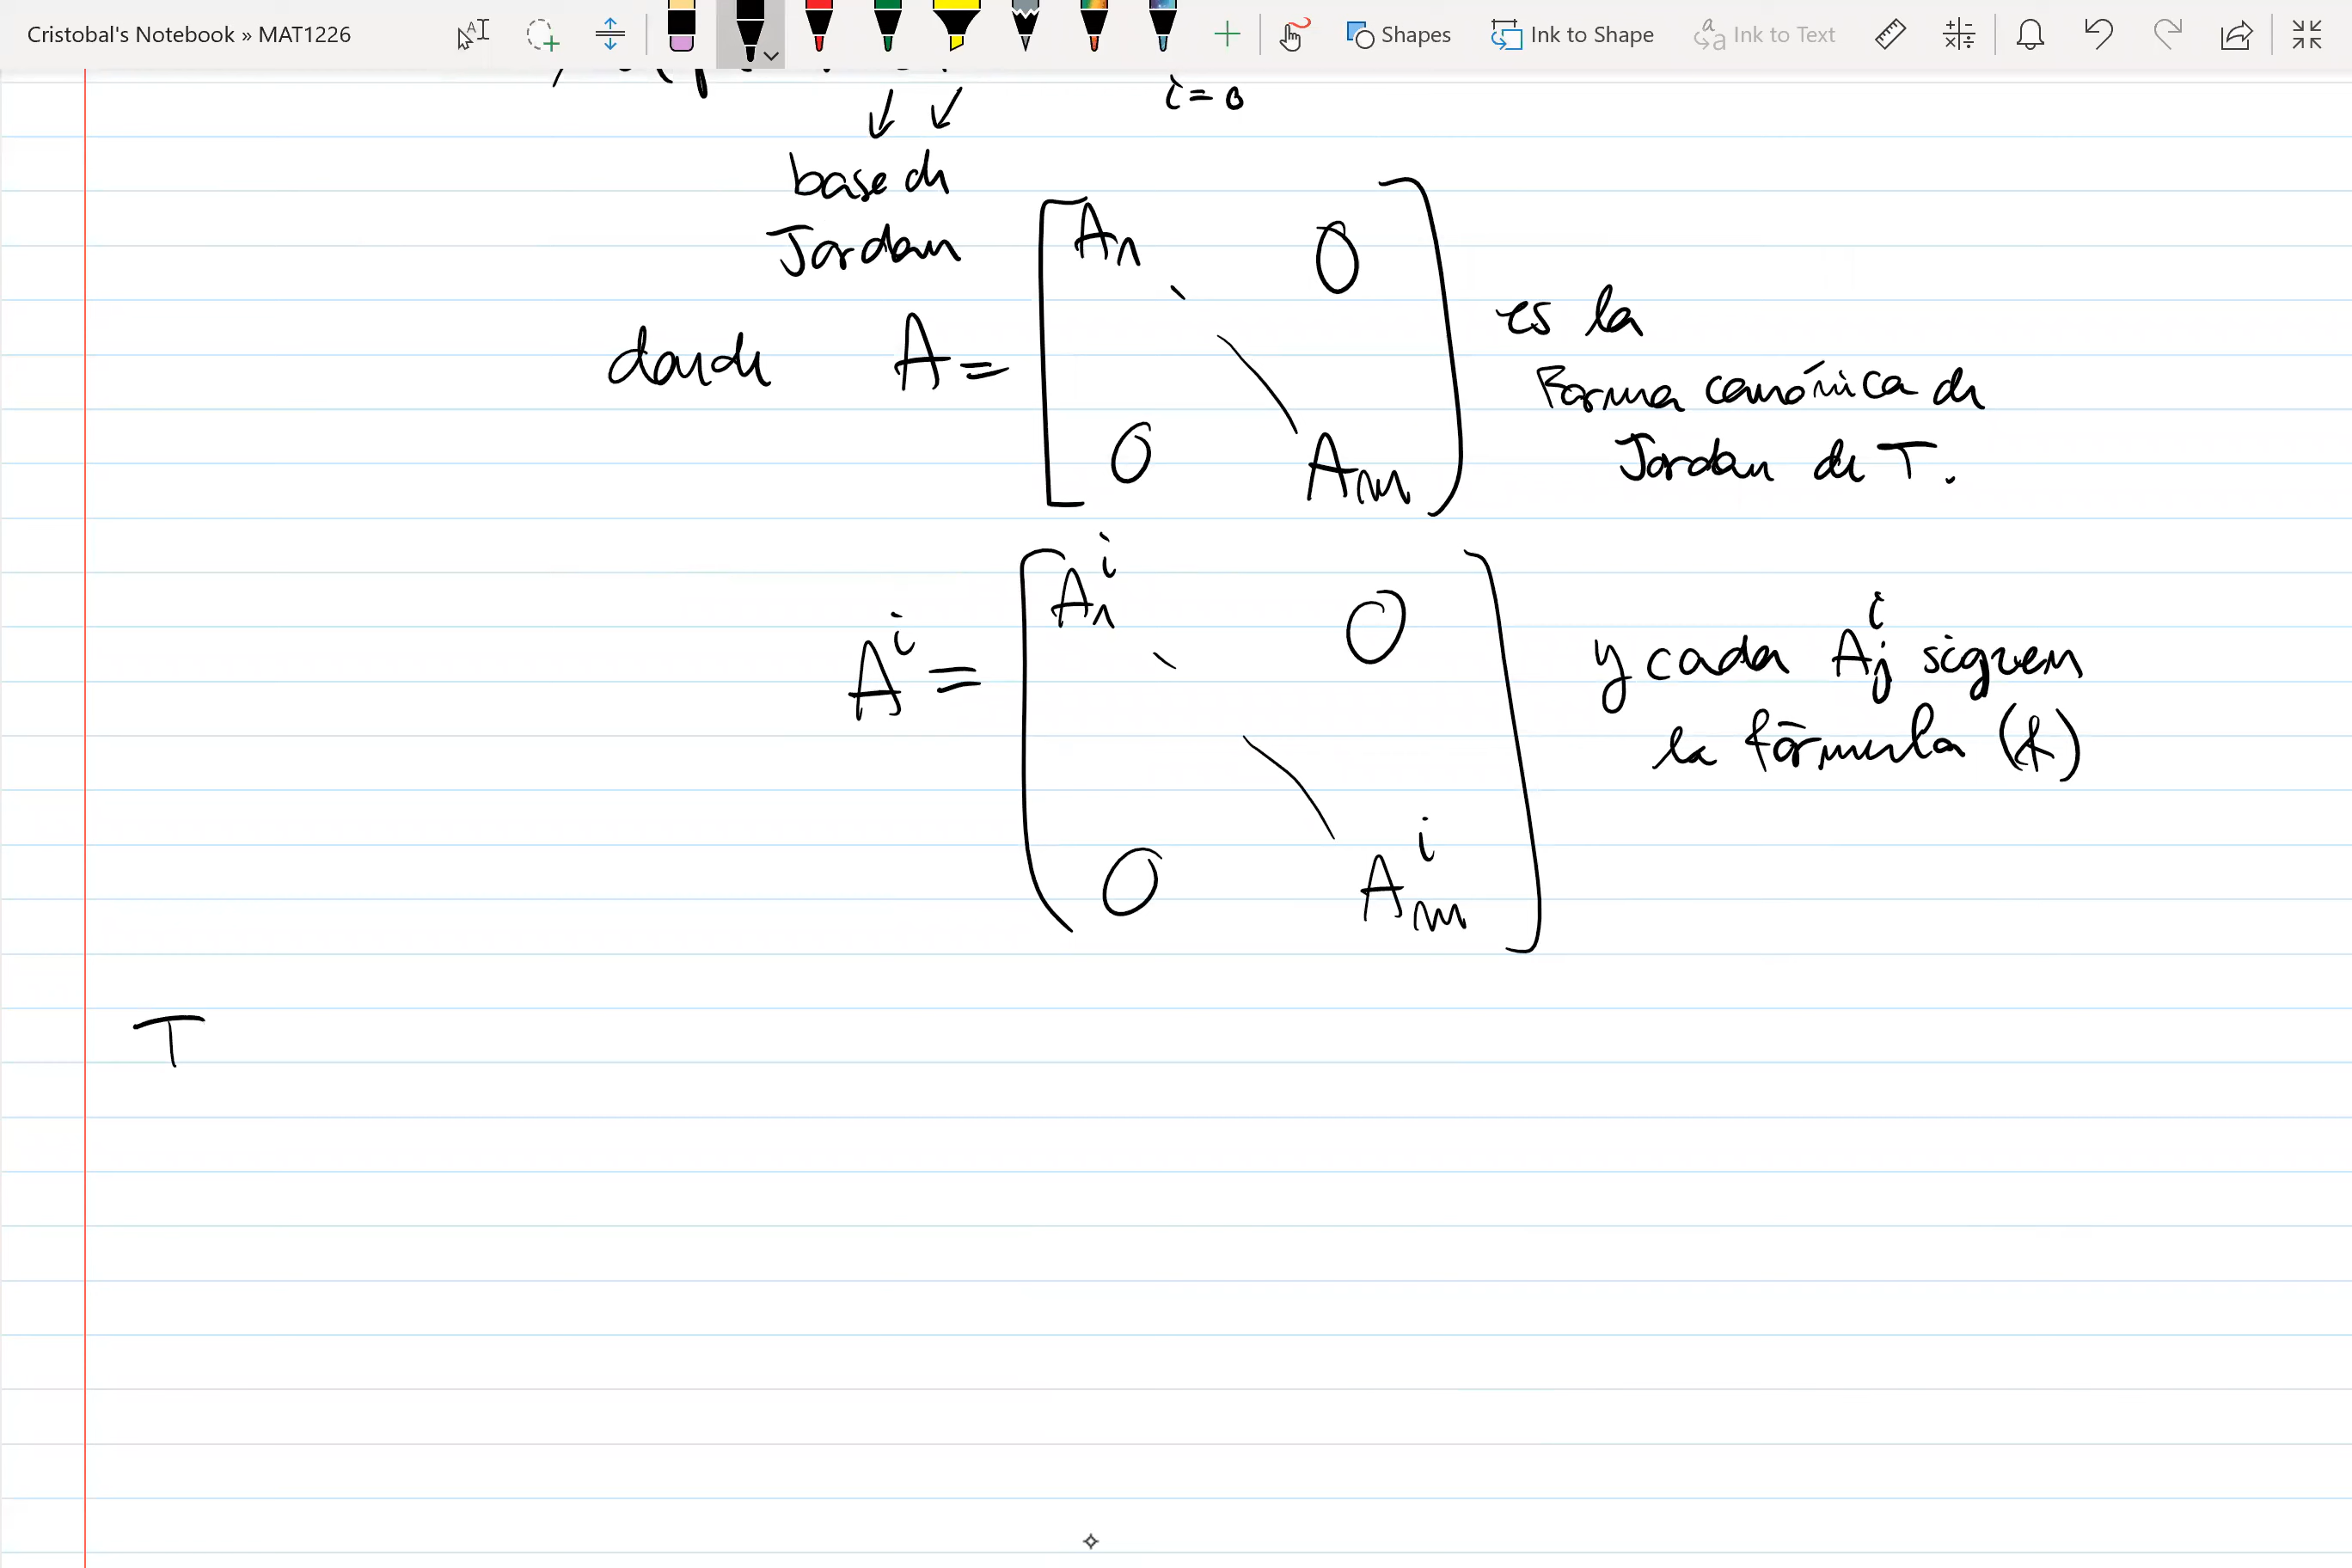 Cristobal's Notebook » MAT1226
Shapes Ink to Shape Ink to Text
i=0
base de
Jordan
donde A= [ A1 0 0 Am ] es la
Forma canónica de
Jordan de T.
A^i = [ A1^i 0 0 Am^i ] y cada Aj^i siguen
la fórmula (*)
T